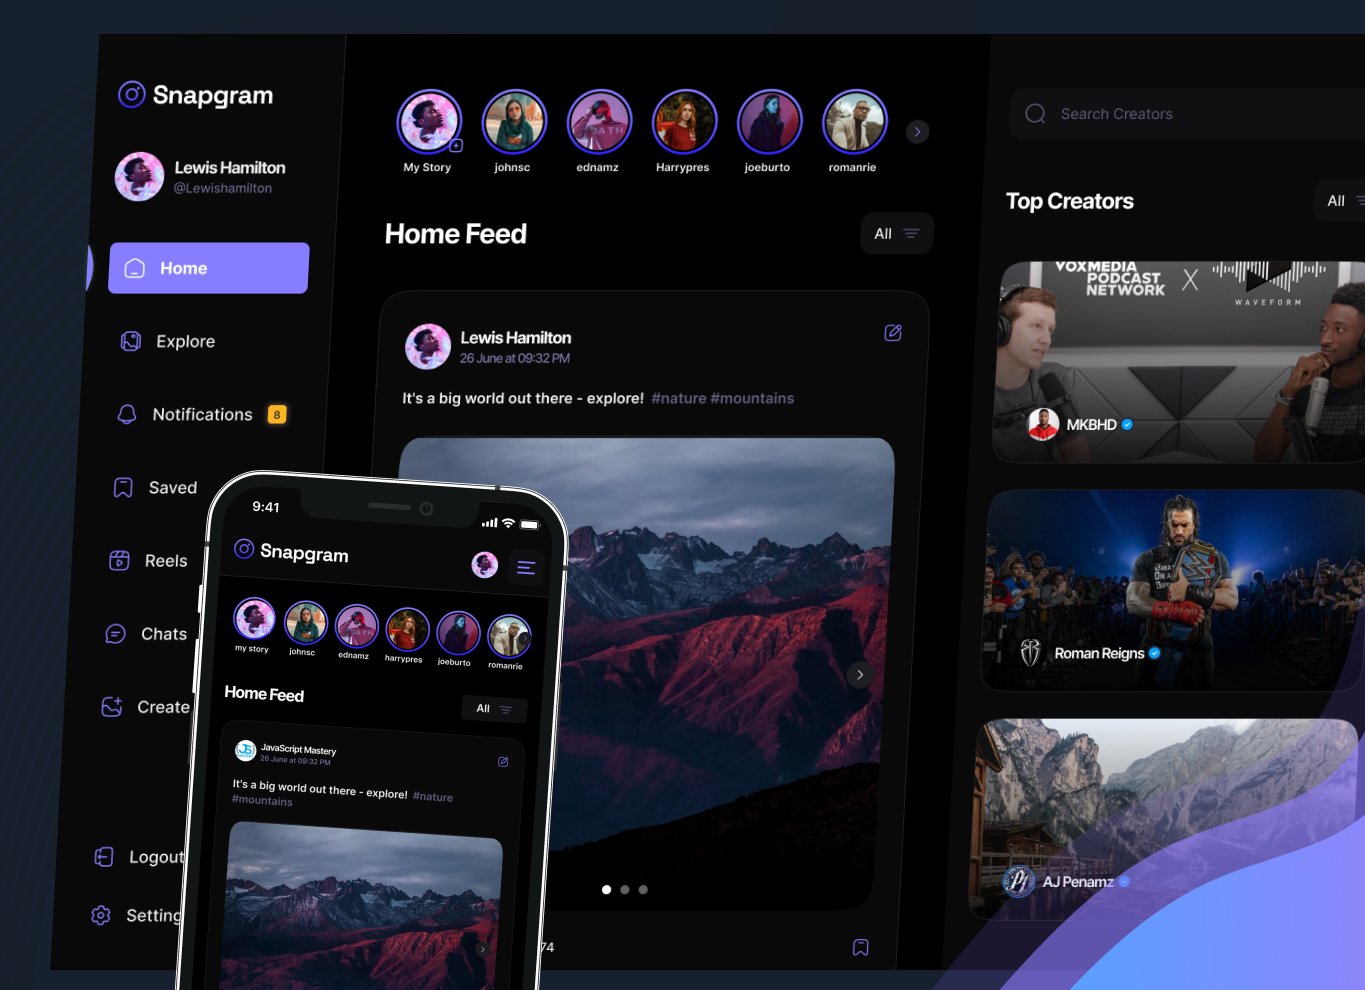 Snapgram
Lewis Hamilton
@Lewishamilton
Home
Explore
Notifications
8
Saved
Reels
Chats
Create
Logout
Setting
My Story
johnsc
ednamz
Harrypres
joeburto
romanrie
Home Feed
All
Lewis Hamilton
26 June at 09:32 PM
It's a big world out there - explore! #nature #mountains
74
Search Creators
Top Creators
All
VOXMEDIA
PODCAST
NETWORK
X
WAVEFORM
MKBHD
Roman Reigns
AJ Penamz
9:41
Snapgram
my story
johnsc
ednamz
harrypres
joeburto
romanrie
Home Feed
All
JavaScript Mastery
26 June at 09:32 PM
It's a big world out there - explore! #nature
#mountains